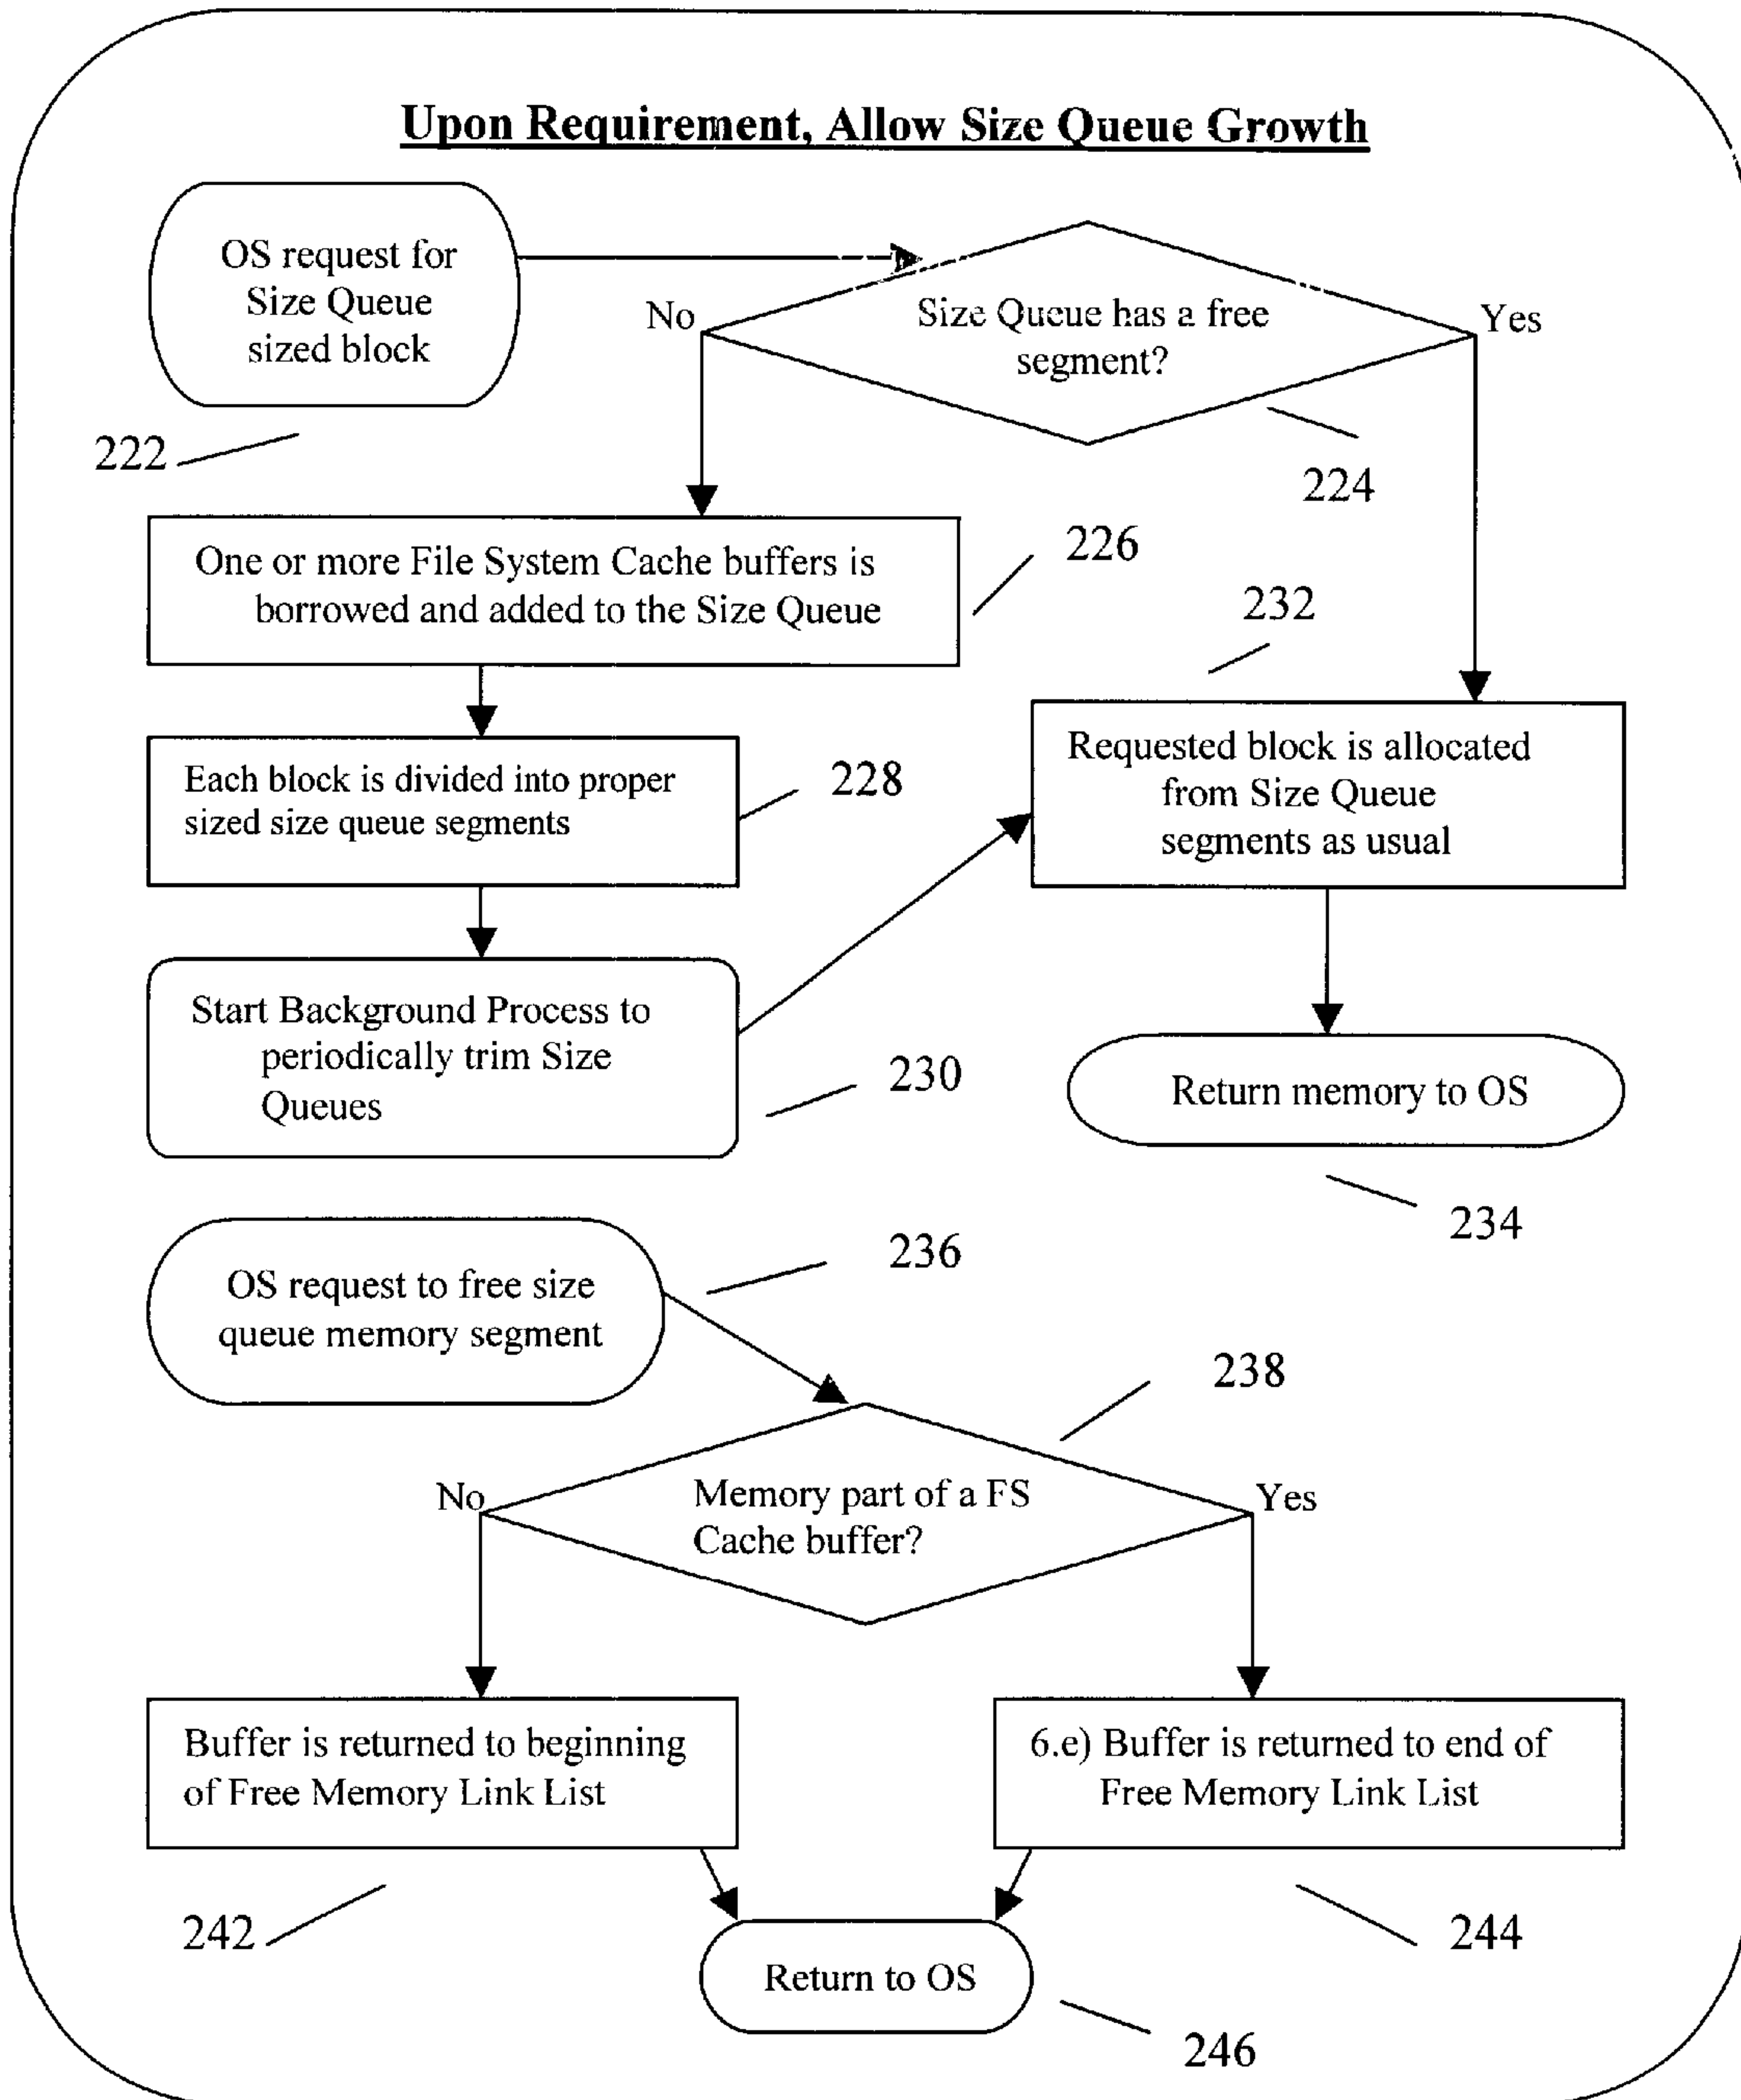 Upon Requirement, Allow Size Queue Growth
OS request for
Size Queue
sized block
222
No
Size Queue has a free
segment?
Yes
224
One or more File System Cache buffers is
borrowed and added to the Size Queue
226
232
Each block is divided into proper
sized size queue segments
228
Requested block is allocated
from Size Queue
segments as usual
Start Background Process to
periodically trim Size
Queues
230
Return memory to OS
234
OS request to free size
queue memory segment
236
238
No
Memory part of a FS
Cache buffer?
Yes
Buffer is returned to beginning
of Free Memory Link List
6.e) Buffer is returned to end of
Free Memory Link List
242
244
Return to OS
246